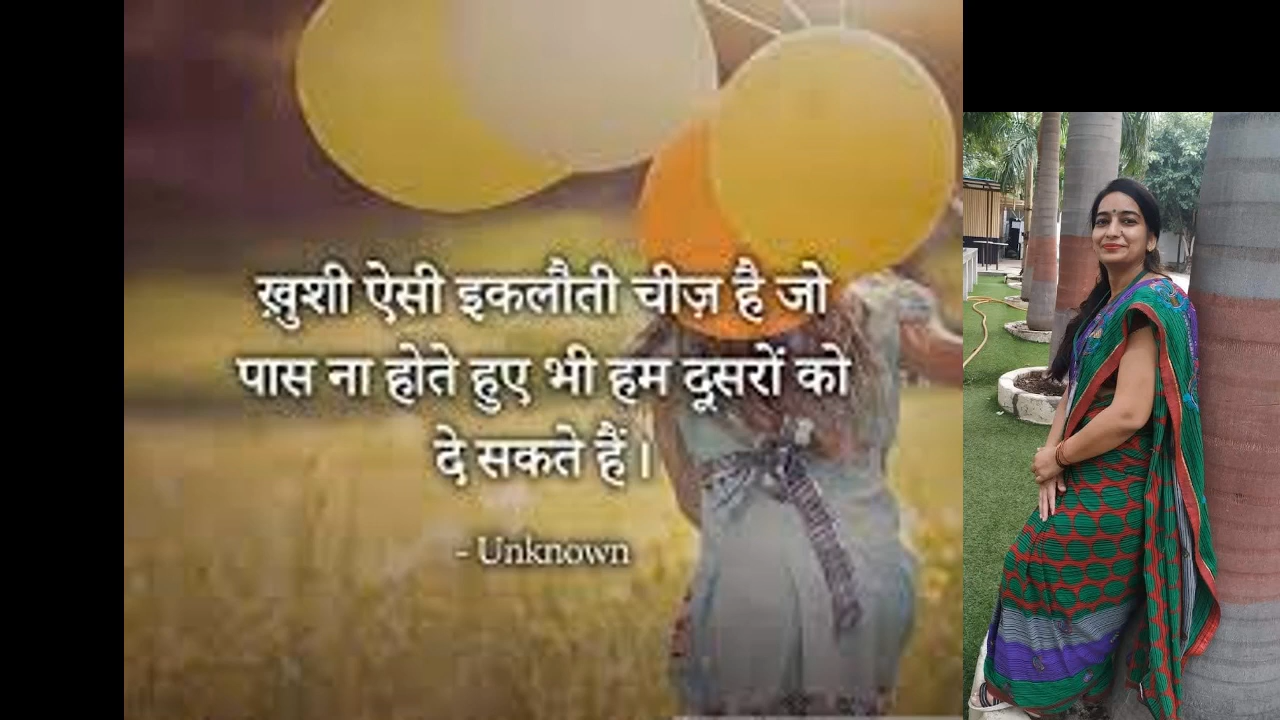 ख़ुशी ऐसी इकलौती चीज़ है जो
पास ना होते हुए भी हम दूसरों को
दे सकते हैं।
- Unknown